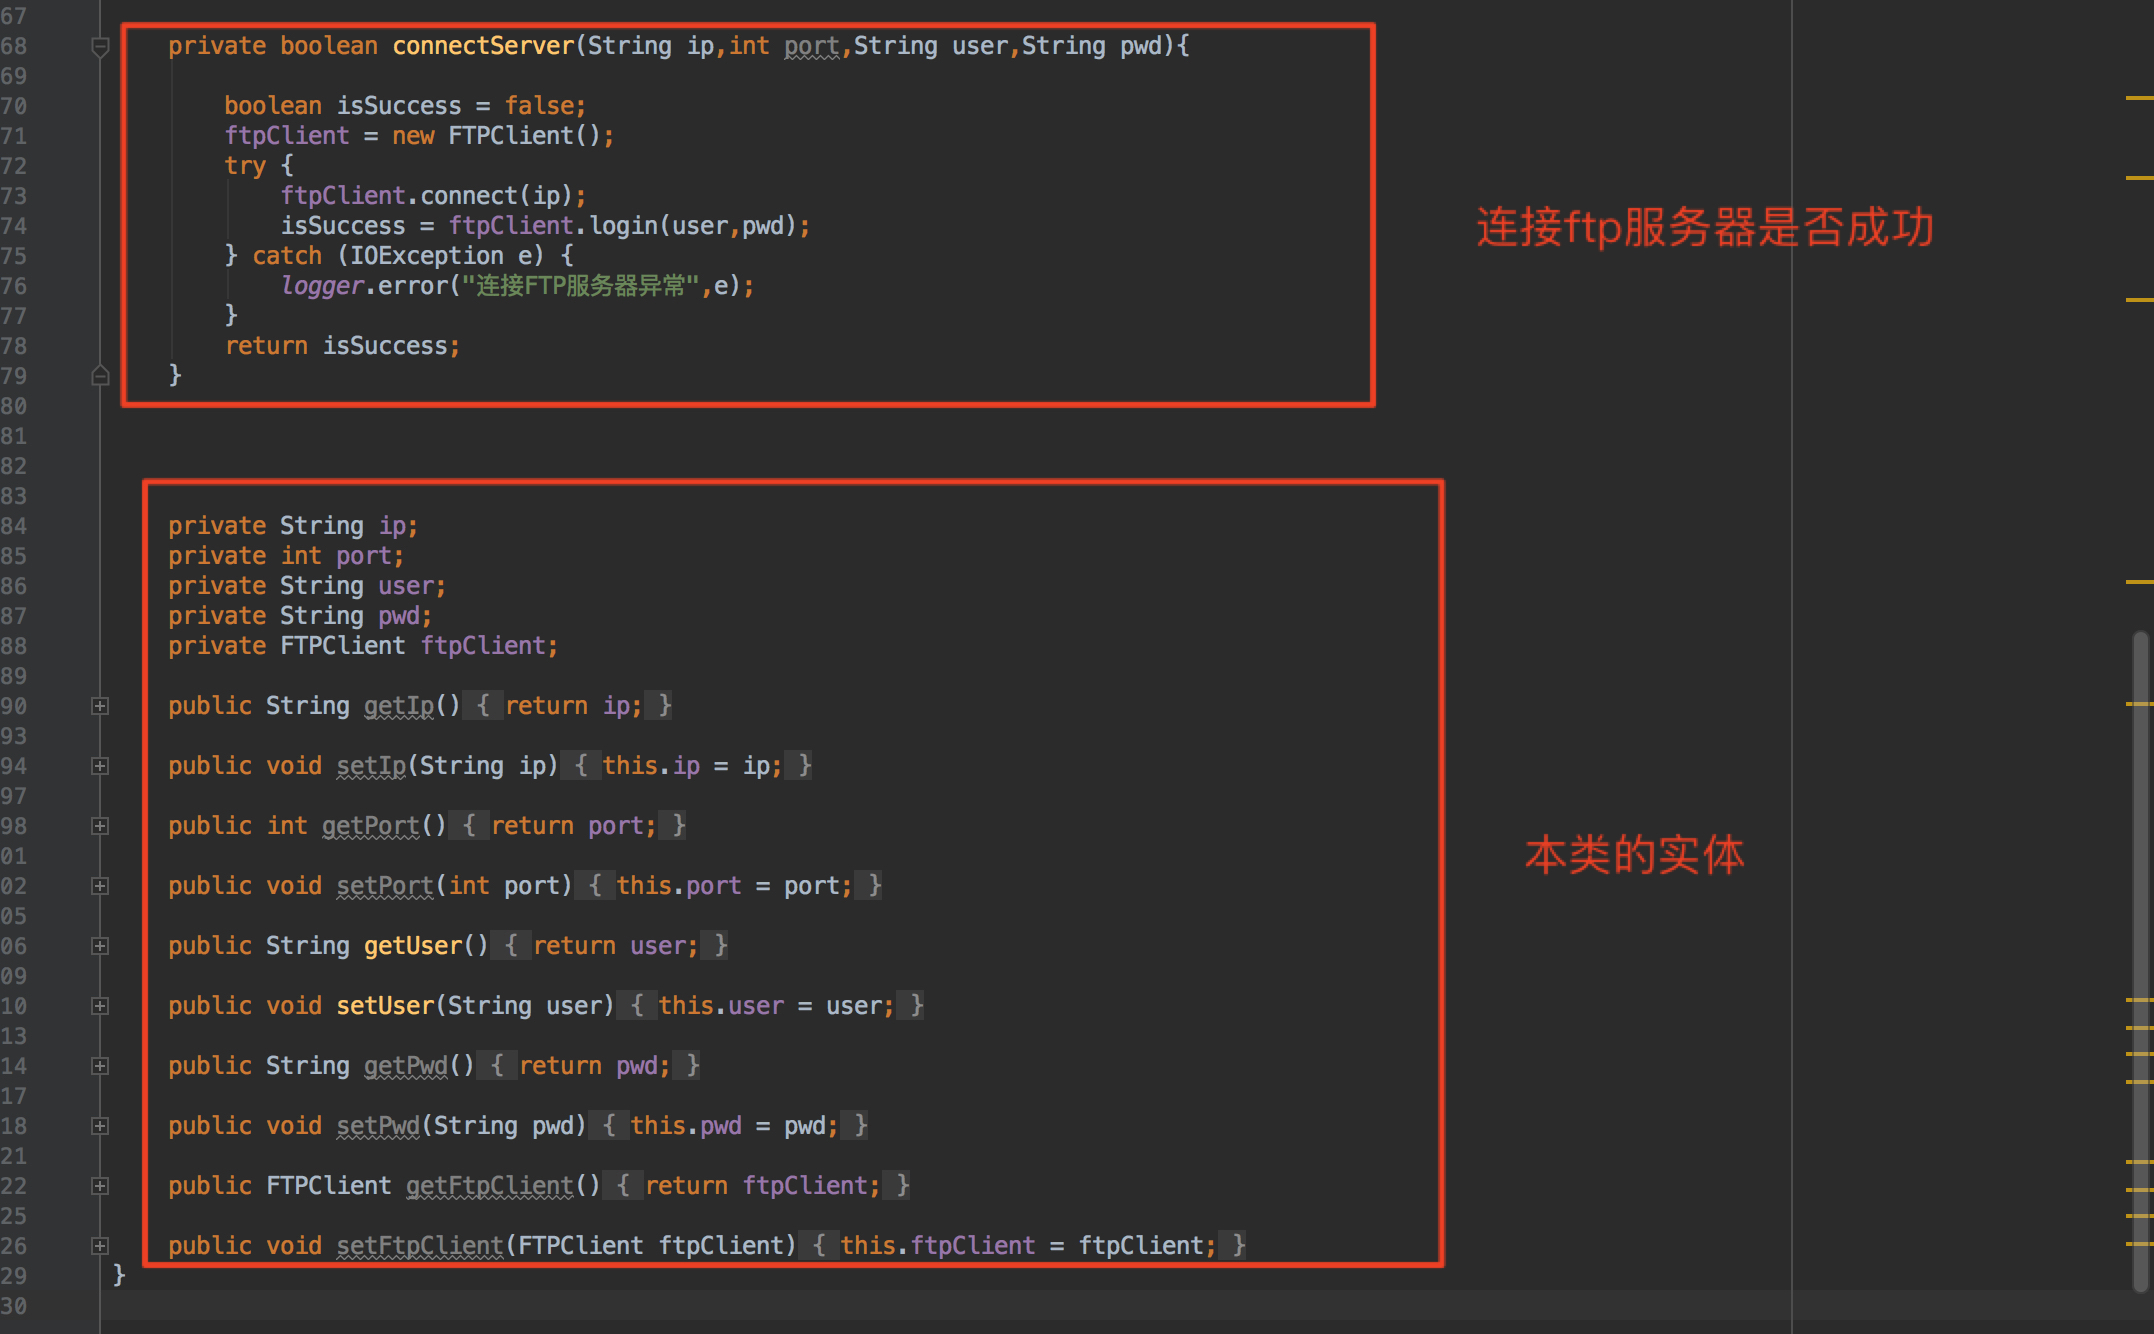 67
68 private boolean connectServer(String ip,int port,String user,String pwd){
69
70 boolean isSuccess = false;
71 ftpClient = new FTPClient();
72 try {
73 ftpClient.connect(ip);
74 isSuccess = ftpClient.login(user,pwd);
75 } catch (IOException e) {
76 logger.error("连接FTP服务器异常",e);
77 }
78 return isSuccess;
79 }
80
连接ftp服务器是否成功
81
82
83
84 private String ip;
85 private int port;
86 private String user;
87 private String pwd;
88 private FTPClient ftpClient;
89
90 public String getIp() { return ip; }
93
94 public void setIp(String ip) { this.ip = ip; }
97
98 public int getPort() { return port; }
01
02 public void setPort(int port) { this.port = port; }
05
06 public String getUser() { return user; }
09
10 public void setUser(String user) { this.user = user; }
13
14 public String getPwd() { return pwd; }
17
18 public void setPwd(String pwd) { this.pwd = pwd; }
21
22 public FTPClient getFtpClient() { return ftpClient; }
25
26 public void setFtpClient(FTPClient ftpClient) { this.ftpClient = ftpClient; }
29 }
30
本类的实体